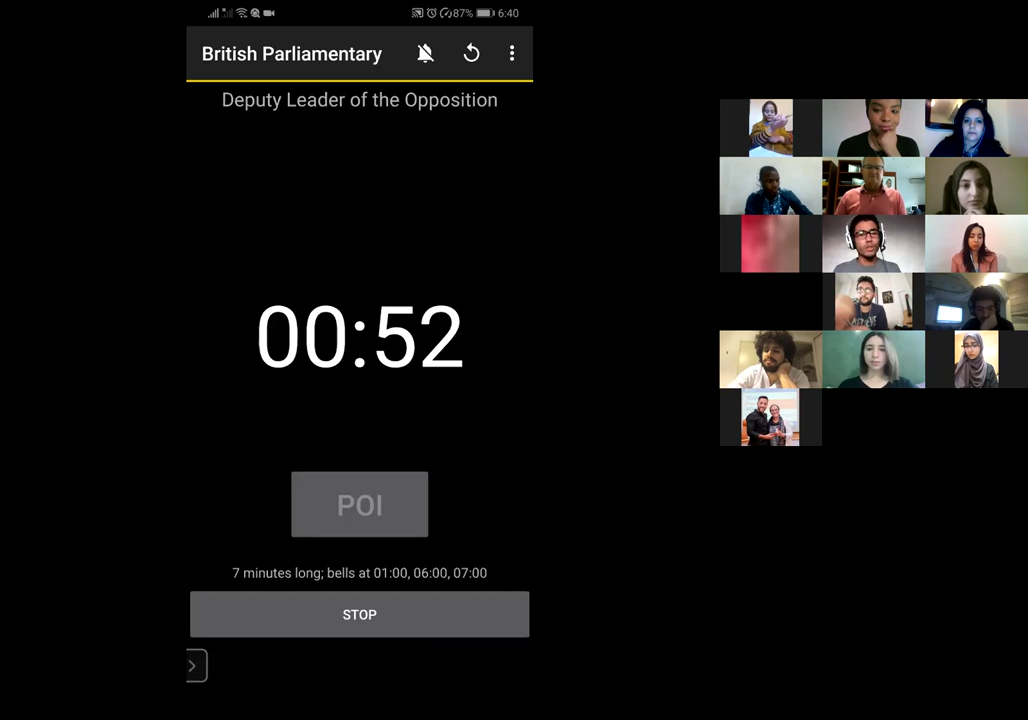 87% 6:40
British Parliamentary
Deputy Leader of the Opposition
00:52
POI
7 minutes long; bells at 01:00, 06:00, 07:00
STOP